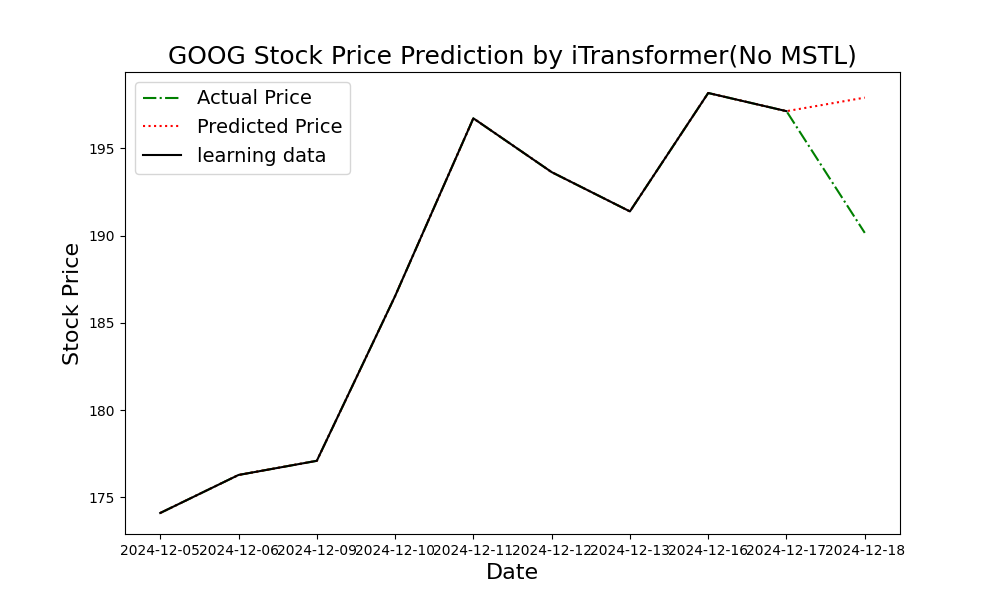 GOOG Stock Price Prediction by iTransformer(No MSTL)
Actual Price
Predicted Price
learning data
Stock Price
195
190
185
180
175
2024-12-05 2024-12-06 2024-12-09 2024-12-10 2024-12-11 2024-12-12 2024-12-13 2024-12-16 2024-12-17 2024-12-18
Date